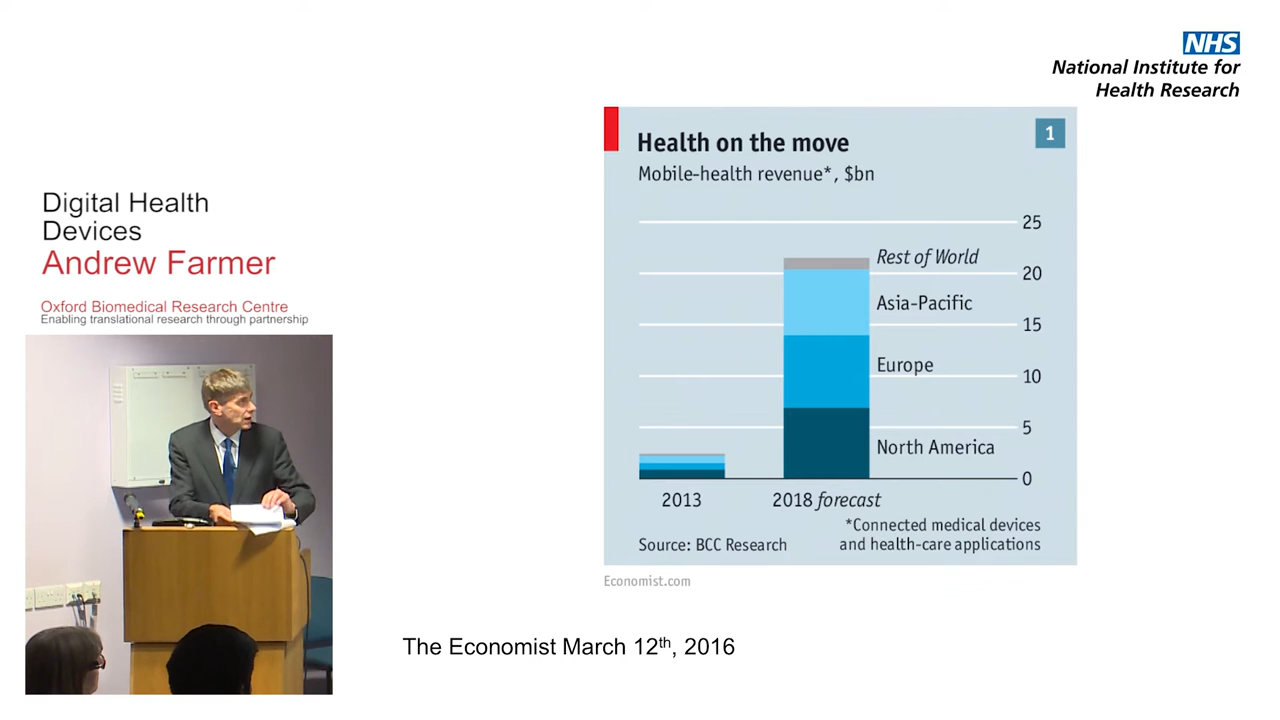 NHS
National Institute for
Health Research
Digital Health
Devices
Andrew Farmer
Oxford Biomedical Research Centre
Enabling translational research through partnership
Health on the move
1
Mobile-health revenue*, $bn
25
Rest of World
20
Asia-Pacific
15
Europe
10
5
North America
0
2013
2018 forecast
*Connected medical devices
and health-care applications
Source: BCC Research
Economist.com
The Economist March 12th, 2016